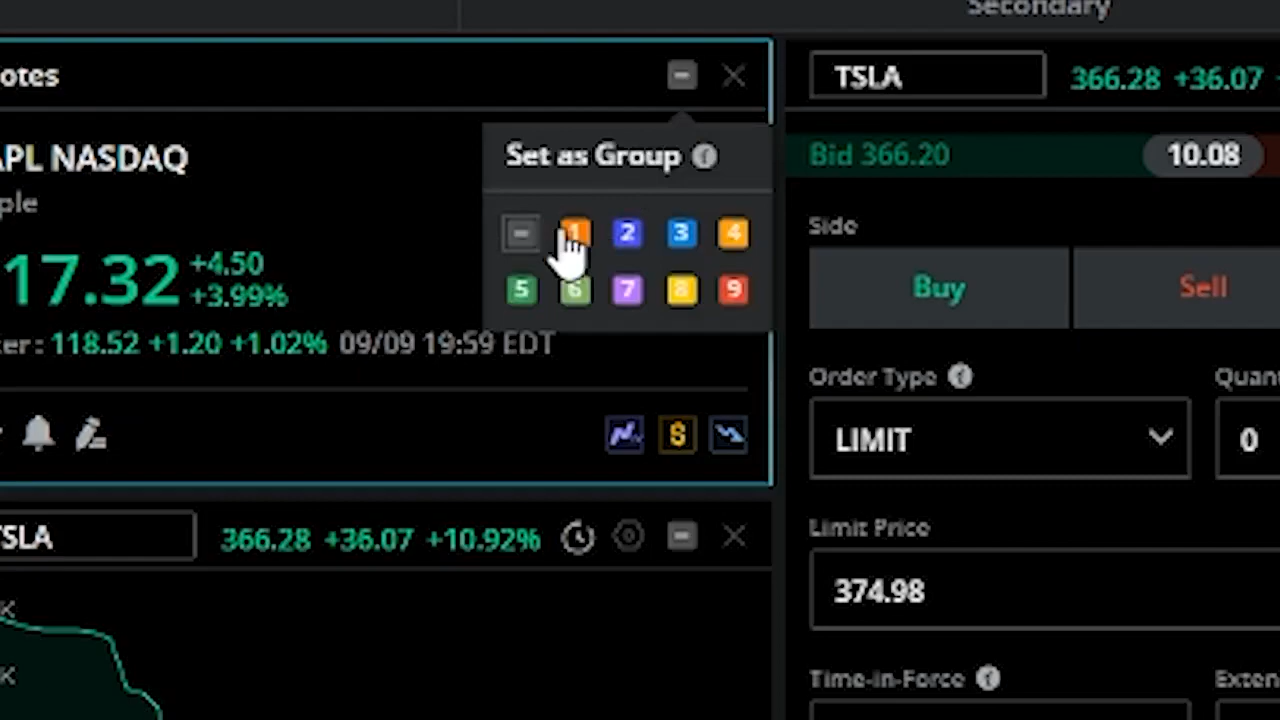 Secondary
otes
TSLA
366.28 +36.07
APL NASDAQ
Set as Group
Bid 366.20
10.08
ple
1 2 3 4
5 6 7 8 9
Side
Buy
Sell
17.32
+4.50
+3.99%
ter: 118.52 +1.20 +1.02% 09/09 19:59 EDT
Order Type
Quant
LIMIT
0
TSLA
366.28 +36.07 +10.92%
Limit Price
374.98
K
K
Time-in-Force
Exten